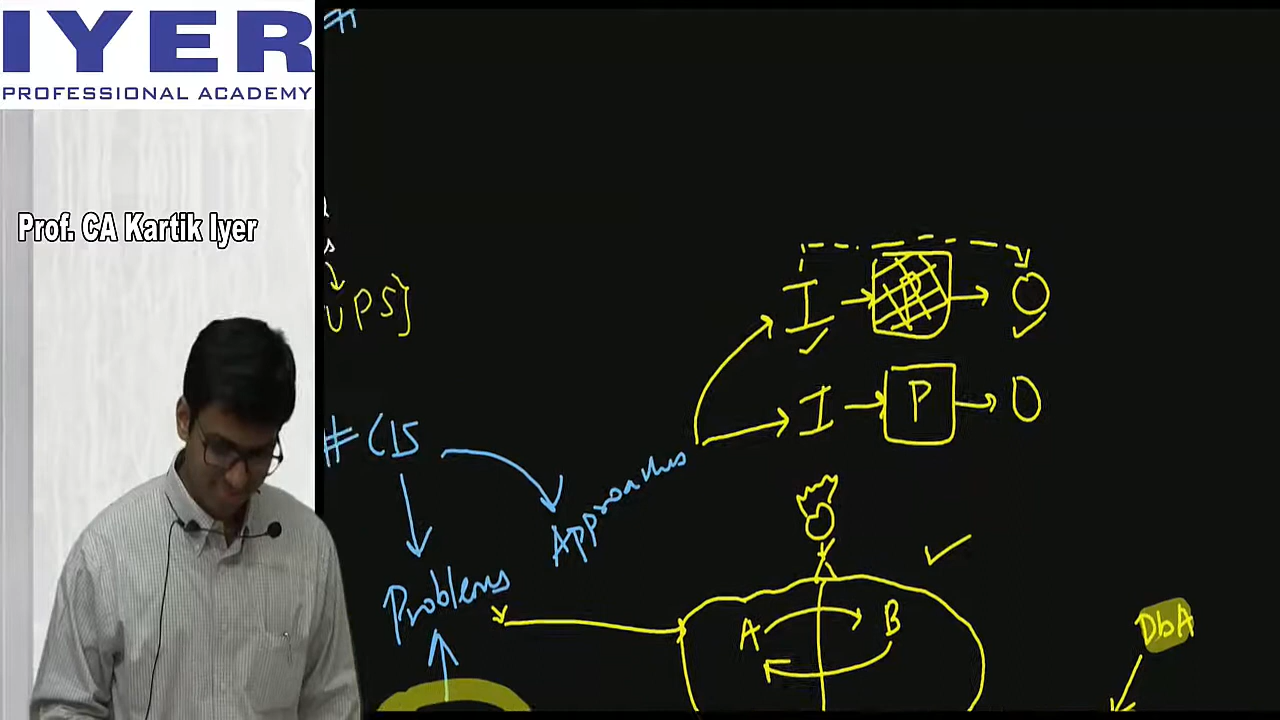 IYER
PROFESSIONAL ACADEMY
Prof. CA Kartik Iyer
UPS}
I → P → O
I → P → O
# CIS
Approaches
Problems
A B
DbA